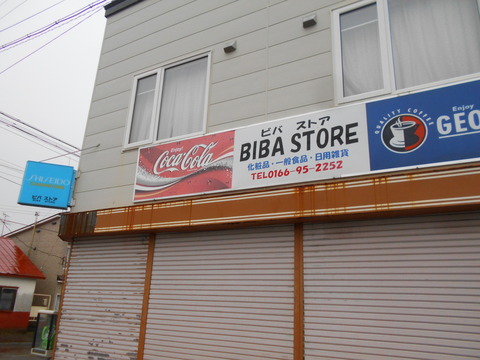 Enjoy
Coca-Cola
ビバ ストア
BIBA STORE
化粧品・一般食品・日用雑貨
TEL0166-95-2252
QUALITY COFFEE
Enjoy
GEO
SHISEIDO
ビバ ストア